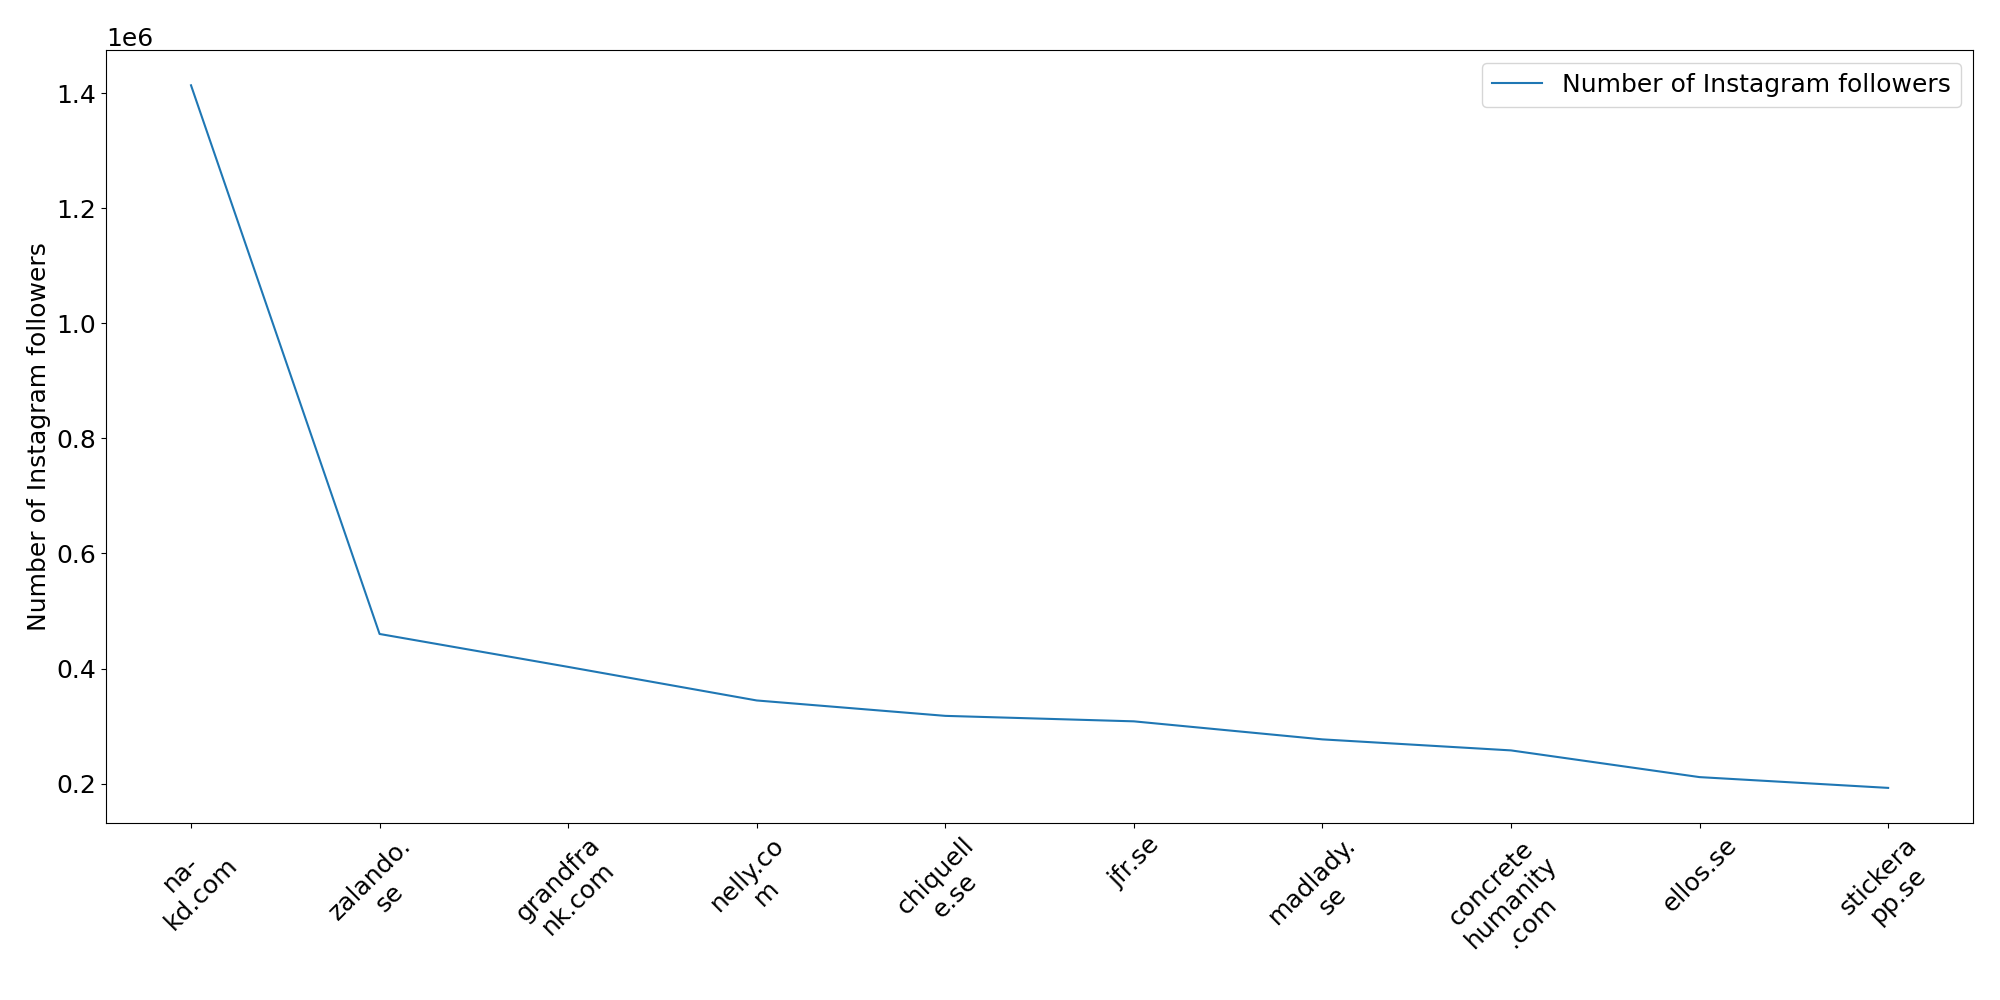 1e6
Number of Instagram followers
1.4
1.2
1.0
0.8
0.6
0.4
0.2
Number of Instagram followers
na-
kd.com
zalando.
se
grandfra
nk.com
nelly.co
m
chiquell
e.se
jfr.se
madlady.
se
concrete
humanity
.com
ellos.se
stickera
pp.se